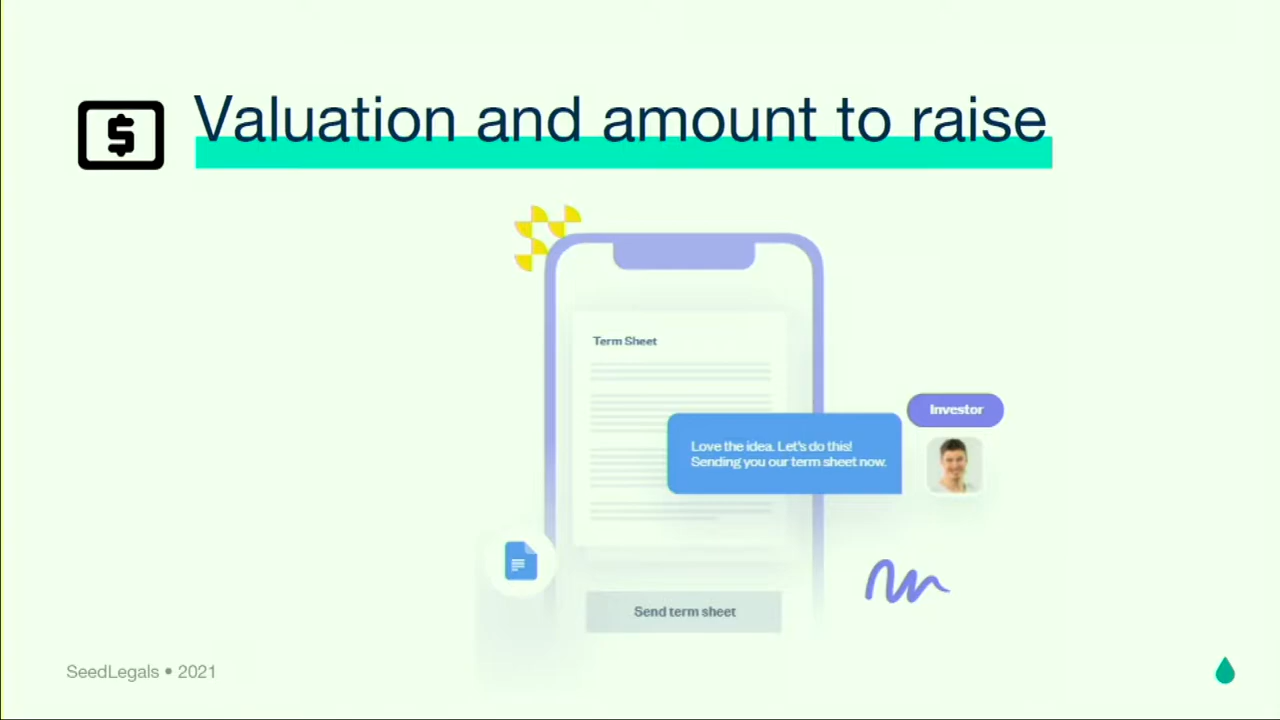 Valuation and amount to raise
Term Sheet
Investor
Love the idea. Let's do this!
Sending you our term sheet now.
Send term sheet
SeedLegals • 2021